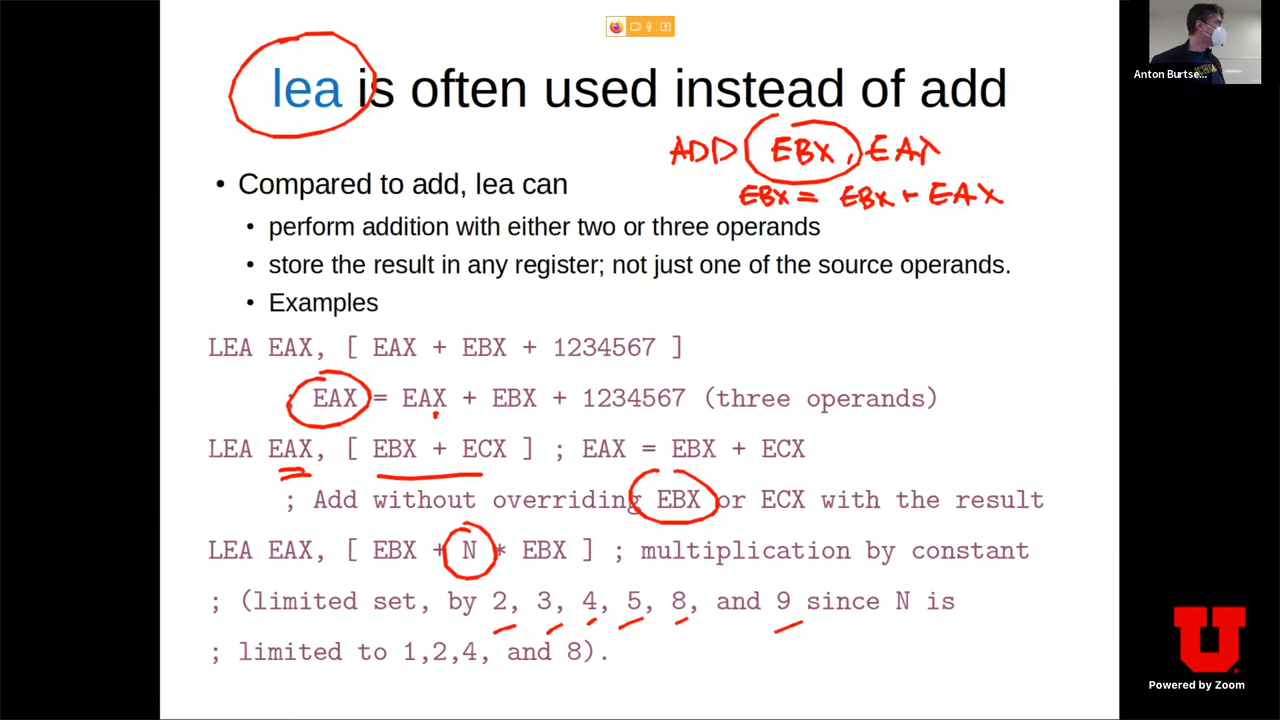 lea is often used instead of add
ADD EBX, EAX
EBX = EBX + EAX
• Compared to add, lea can
• perform addition with either two or three operands
• store the result in any register; not just one of the source operands.
• Examples
LEA EAX, [ EAX + EBX + 1234567 ]
; EAX = EAX + EBX + 1234567 (three operands)
LEA EAX, [ EBX + ECX ] ; EAX = EBX + ECX
; Add without overriding EBX or ECX with the result
LEA EAX, [ EBX + N * EBX ] ; multiplication by constant
; (limited set, by 2, 3, 4, 5, 8, and 9 since N is
; limited to 1,2,4, and 8).
Anton Burtse...
U
Powered by Zoom